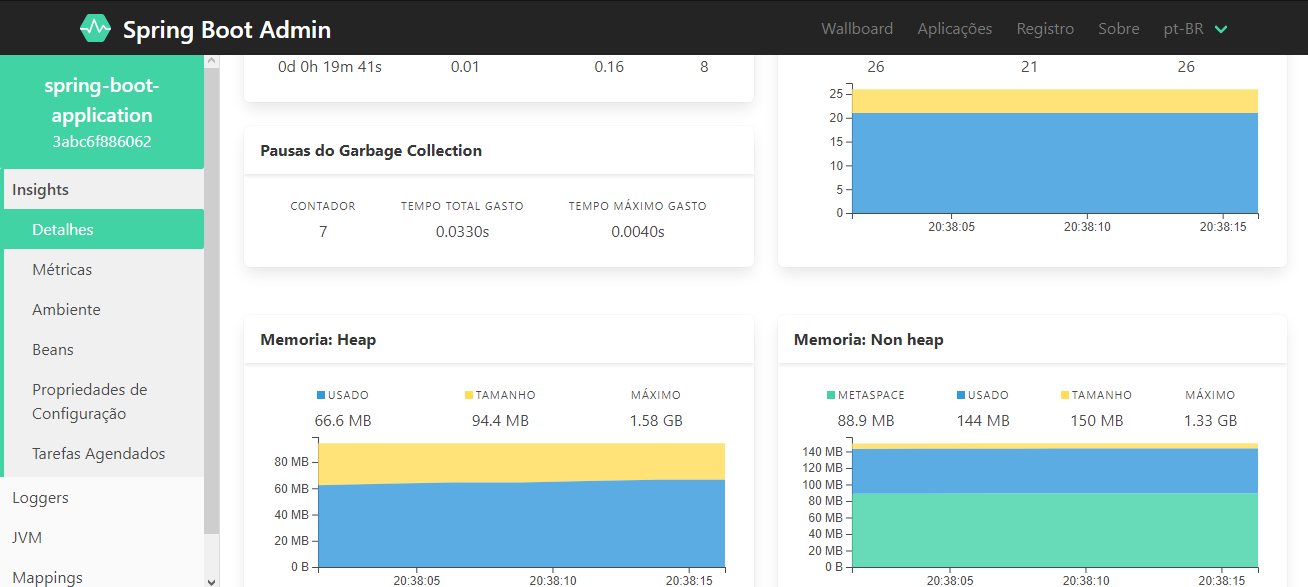 Spring Boot Admin
Wallboard Aplicações Registro Sobre pt-BR
spring-boot-
application
3abc6f886062
Insights
Detalhes
Métricas
Ambiente
Beans
Propriedades de
Configuração
Tarefas Agendados
Loggers
JVM
Mappings
0d 0h 19m 41s 0.01 0.16 8
Pausas do Garbage Collection
CONTADOR TEMPO TOTAL GASTO TEMPO MÁXIMO GASTO
7 0.0330s 0.0040s
26 21 26
25
20
15
10
5
0
20:38:05 20:38:10 20:38:15
Memoria: Heap
USADO TAMANHO MÁXIMO
66.6 MB 94.4 MB 1.58 GB
80 MB
60 MB
40 MB
20 MB
0 B
20:38:05 20:38:10 20:38:15
Memoria: Non heap
METASPACE USADO TAMANHO MÁXIMO
88.9 MB 144 MB 150 MB 1.33 GB
140 MB
120 MB
100 MB
80 MB
60 MB
40 MB
20 MB
0 B
20:38:05 20:38:10 20:38:15